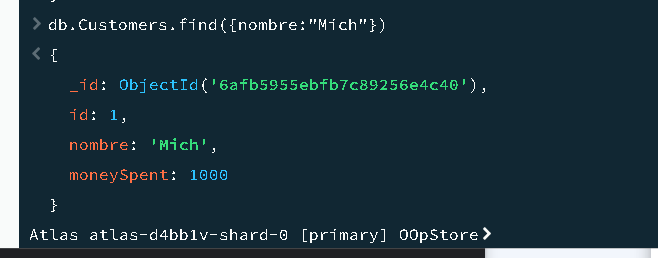 > db.Customers.find({nombre:"Mich"})
< {
_id: ObjectId('6afb5955ebfb7c89256e4c40'),
id: 1,
nombre: 'Mich',
moneySpent: 1000
}
Atlas atlas-d4bb1v-shard-0 [primary] OOpStore>